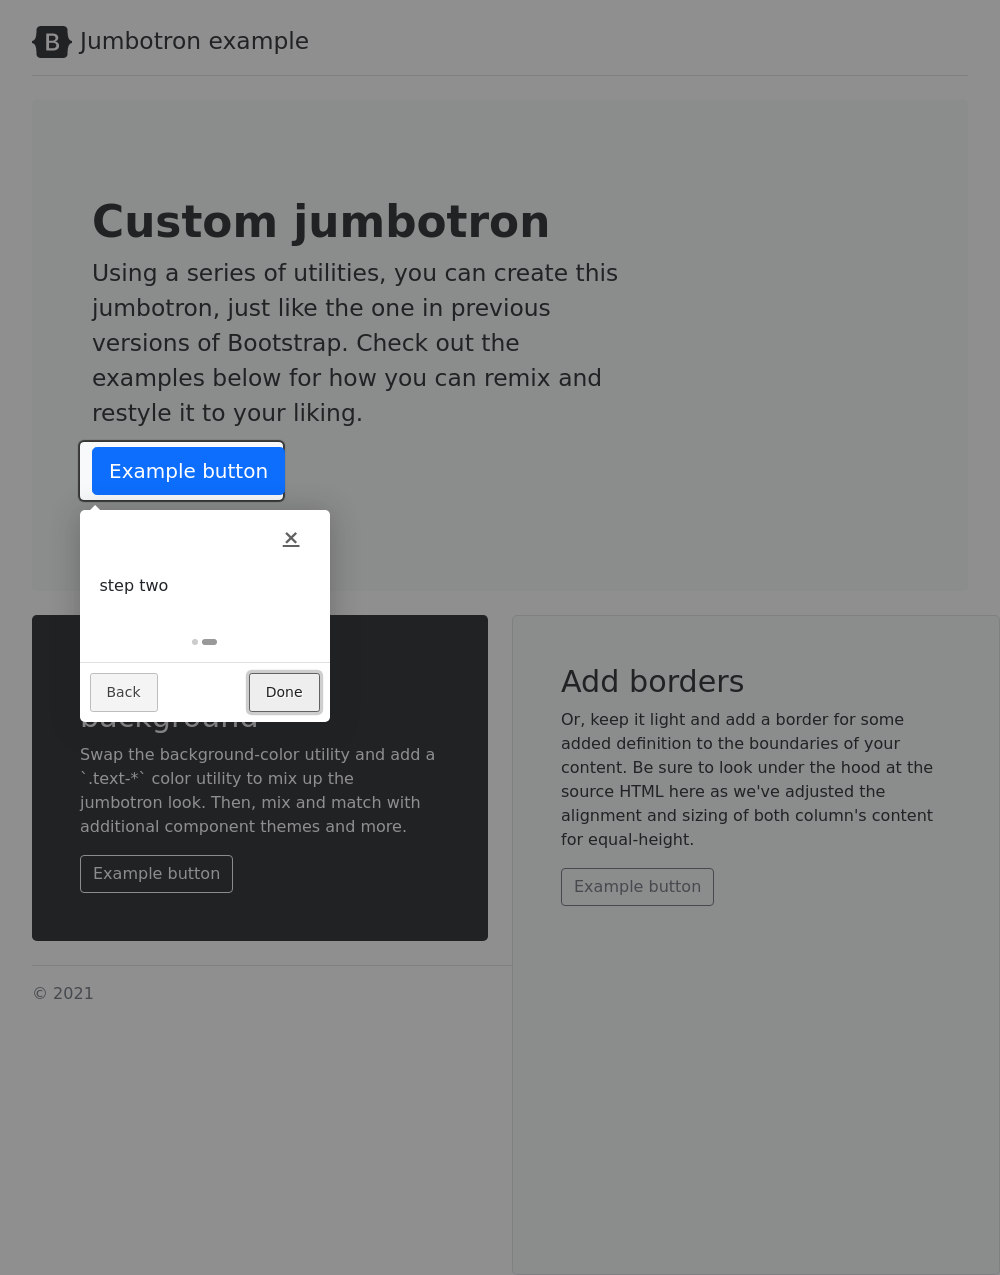 B Jumbotron example
Custom jumbotron
Using a series of utilities, you can create this
jumbotron, just like the one in previous
versions of Bootstrap. Check out the
examples below for how you can remix and
restyle it to your liking.
Example button
×
step two
Back
Done
background
Swap the background-color utility and add a
`.text-*` color utility to mix up the
jumbotron look. Then, mix and match with
additional component themes and more.
Example button
Add borders
Or, keep it light and add a border for some
added definition to the boundaries of your
content. Be sure to look under the hood at the
source HTML here as we've adjusted the
alignment and sizing of both column's content
for equal-height.
Example button
© 2021